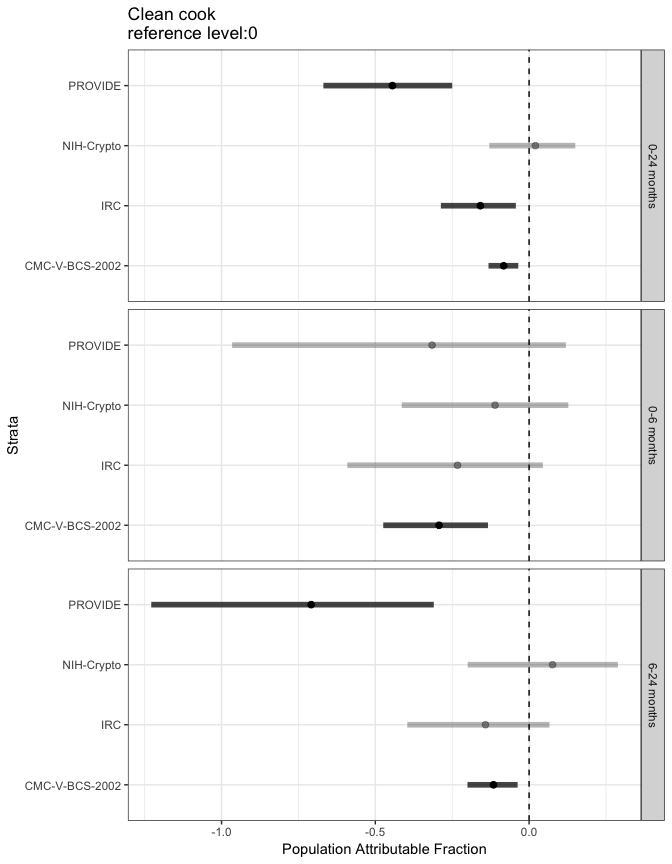 Clean cook
reference level:0
PROVIDE
NIH-Crypto
IRC
CMC-V-BCS-2002
0-24 months
PROVIDE
NIH-Crypto
IRC
CMC-V-BCS-2002
0-6 months
PROVIDE
NIH-Crypto
IRC
CMC-V-BCS-2002
6-24 months
Strata
-1.0 -0.5 0.0
Population Attributable Fraction